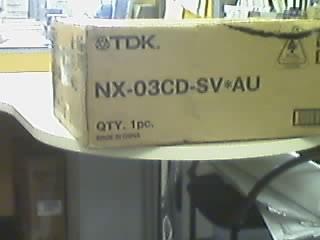 TDK.
NX-03CD-SV*AU
QTY. 1pc.
MADE IN CHINA